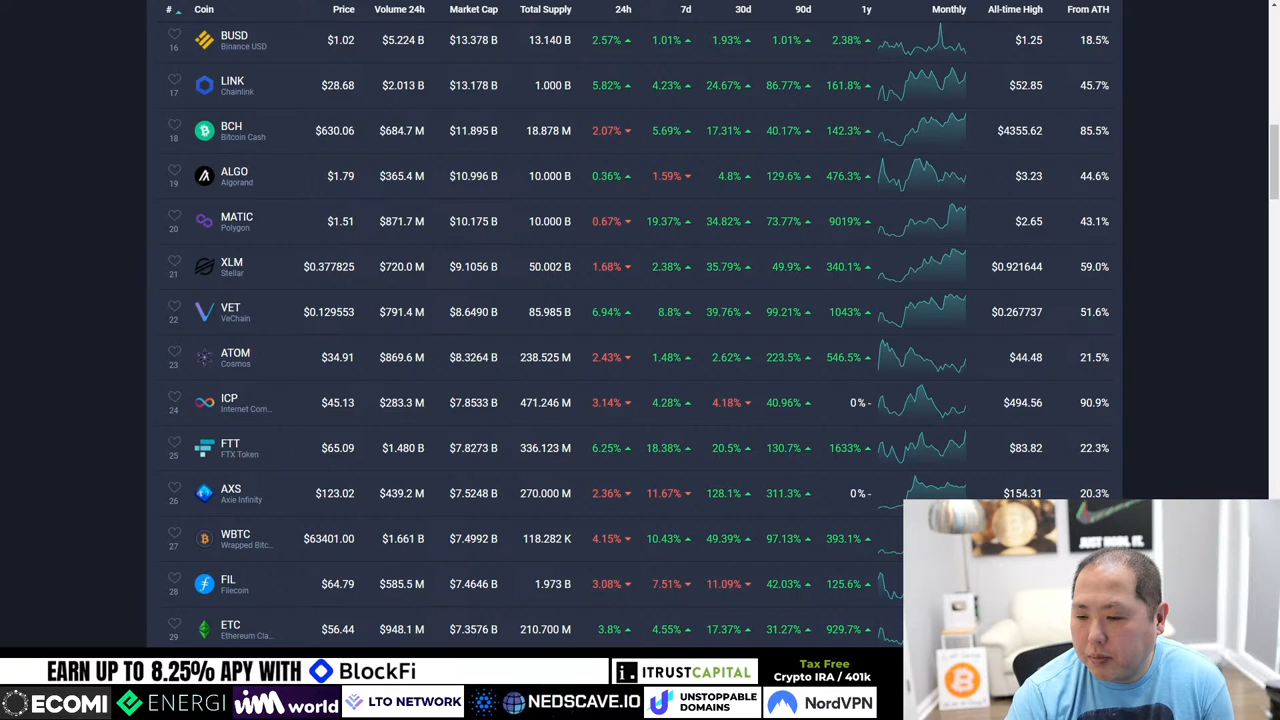 # Coin Price Volume 24h Market Cap Total Supply 24h 7d 30d 90d 1y Monthly All-time High From ATH
16 BUSD Binance USD $1.02 $5.224 B $13.378 B 13.140 B 2.57% 1.01% 1.93% 1.01% 2.38% $1.25 18.5%
17 LINK Chainlink $28.68 $2.013 B $13.178 B 1.000 B 5.82% 4.23% 24.67% 86.77% 161.8% $52.85 45.7%
18 BCH Bitcoin Cash $630.06 $684.7 M $11.895 B 18.878 M 2.07% 5.69% 17.31% 40.17% 142.3% $4355.62 85.5%
19 ALGO Algorand $1.79 $365.4 M $10.996 B 10.000 B 0.36% 1.59% 4.8% 129.6% 476.3% $3.23 44.6%
20 MATIC Polygon $1.51 $871.7 M $10.175 B 10.000 B 0.67% 19.37% 34.82% 73.77% 9019% $2.65 43.1%
21 XLM Stellar $0.377825 $720.0 M $9.1056 B 50.002 B 1.68% 2.38% 35.79% 49.9% 340.1% $0.921644 59.0%
22 VET VeChain $0.129553 $791.4 M $8.6490 B 85.985 B 6.94% 8.8% 39.76% 99.21% 1043% $0.267737 51.6%
23 ATOM Cosmos $34.91 $869.6 M $8.3264 B 238.525 M 2.43% 1.48% 2.62% 223.5% 546.5% $44.48 21.5%
24 ICP Internet Com... $45.13 $283.3 M $7.8533 B 471.246 M 3.14% 4.28% 4.18% 40.96% 0 % - $494.56 90.9%
25 FTT FTX Token $65.09 $1.480 B $7.8273 B 336.123 M 6.25% 18.38% 20.5% 130.7% 1633% $83.82 22.3%
26 AXS Axie Infinity $123.02 $439.2 M $7.5248 B 270.000 M 2.36% 11.67% 128.1% 311.3% 0 % - $154.31 20.3%
27 WBTC Wrapped Bitc... $63401.00 $1.661 B $7.4992 B 118.282 K 4.15% 10.43% 49.39% 97.13% 393.1%
28 FIL Filecoin $64.79 $585.5 M $7.4646 B 1.973 B 3.08% 7.51% 11.09% 42.03% 125.6%
29 ETC Ethereum Cla... $56.44 $948.1 M $7.3576 B 210.700 M 3.8% 4.55% 17.37% 31.27% 929.7%
JUST DO IT.
EARN UP TO 8.25% APY WITH BlockFi iTRUSTCAPITAL Tax Free
Crypto IRA / 401k
ECOMI ENERGI world LTO NETWORK NEDSCAVE.IO UNSTOPPABLE DOMAINS NordVPN